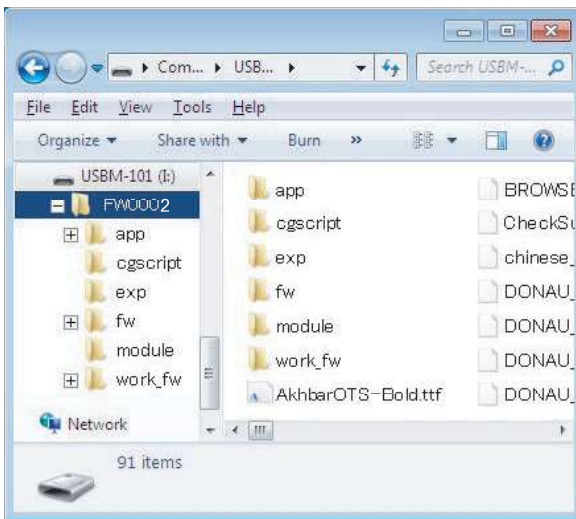 Com... USB... Search USBM-...
File Edit View Tools Help
Organize Share with Burn »
USBM-101 (I:)
FW0002
app
cgscript
exp
fw
module
work_fw
Network
app
cgscript
exp
fw
module
work_fw
AkhbarOTS-Bold.ttf
BROWSE
CheckSu
chinese_
DONAU_
DONAU_
DONAU_
DONAU_
91 items